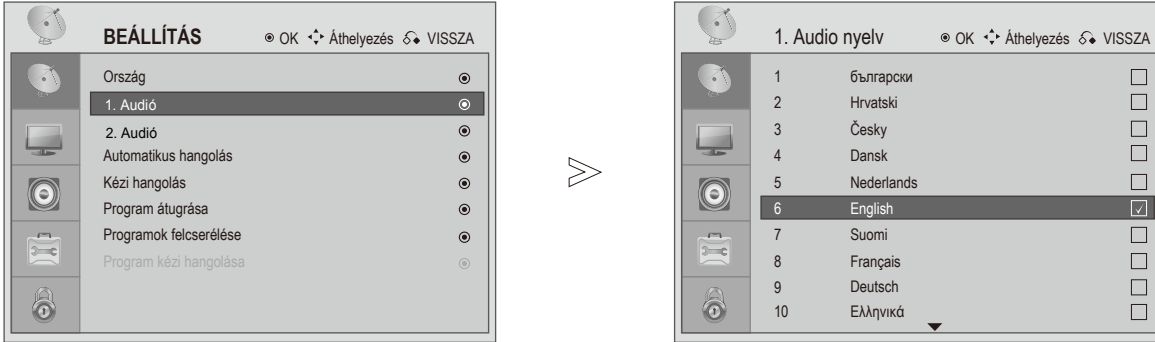 BEÁLLÍTÁS OK Áthelyezés VISSZA
Ország
1. Audió
2. Audió
Automatikus hangolás
Kézi hangolás
Program átugrása
Programok felcserélése
Program kézi hangolása
1. Audio nyelv OK Áthelyezés VISSZA
1 български
2 Hrvatski
3 Česky
4 Dansk
5 Nederlands
6 English
7 Suomi
8 Français
9 Deutsch
10 Ελληνικά